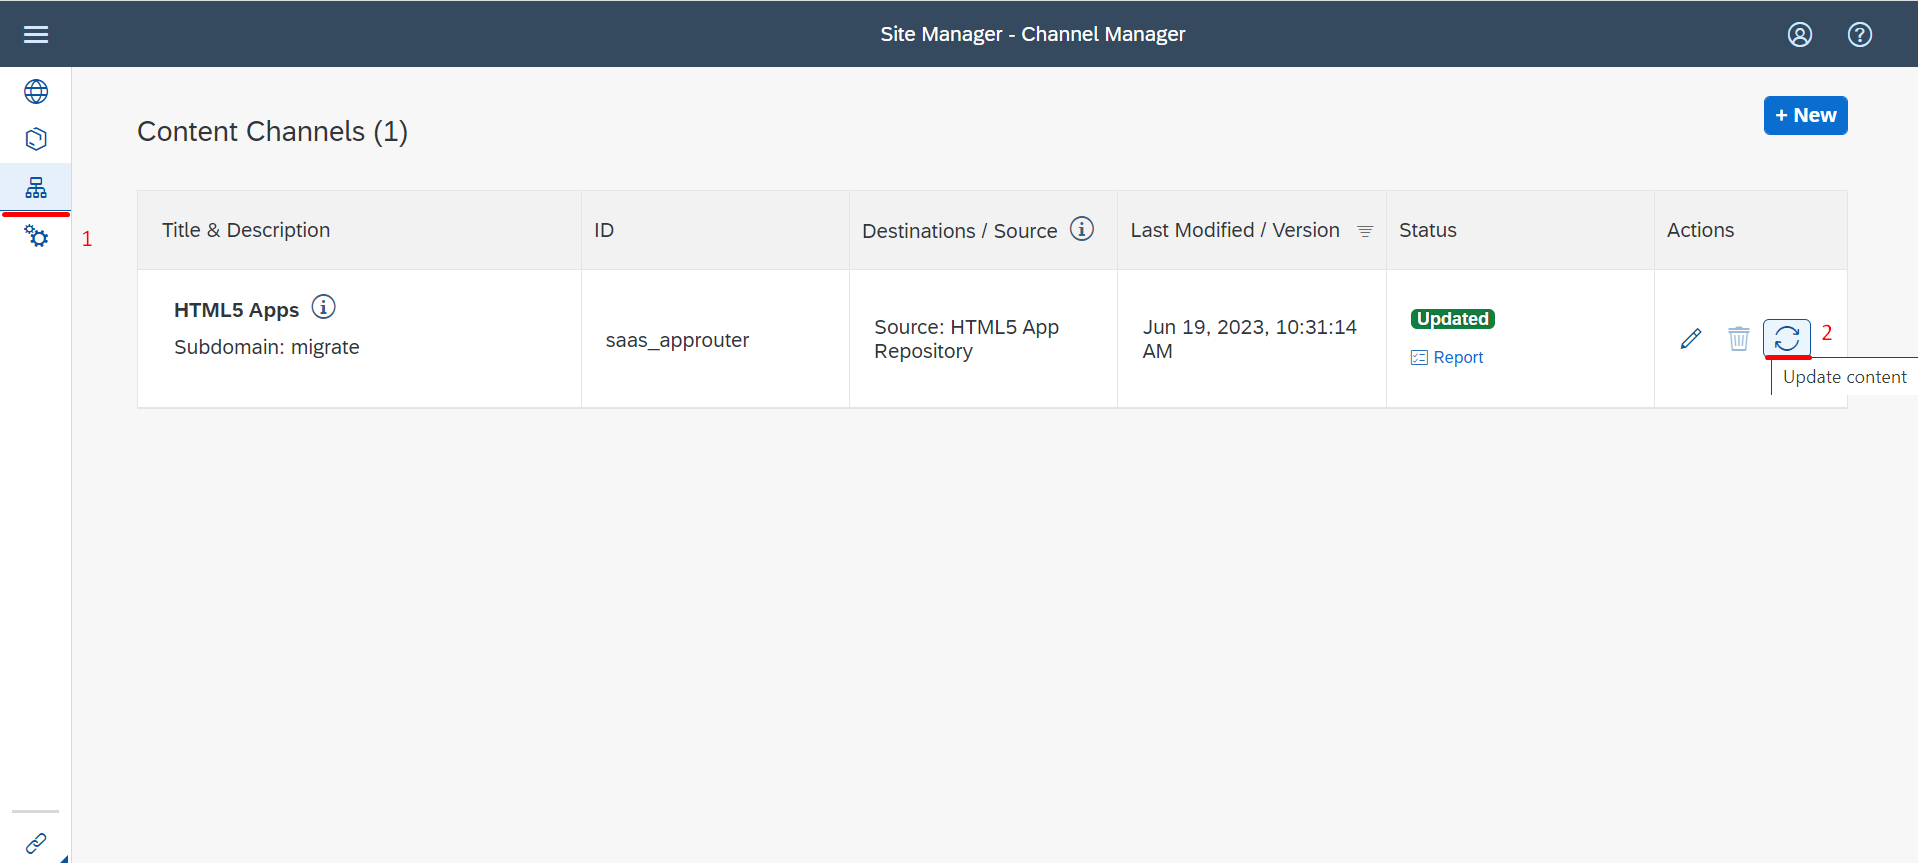 Site Manager - Channel Manager
Content Channels (1)
+ New
Title & Description
ID
Destinations / Source
Last Modified / Version
Status
Actions
1
HTML5 Apps
Subdomain: migrate
saas_approuter
Source: HTML5 App
Repository
Jun 19, 2023, 10:31:14
AM
Updated
Report
2
Update content